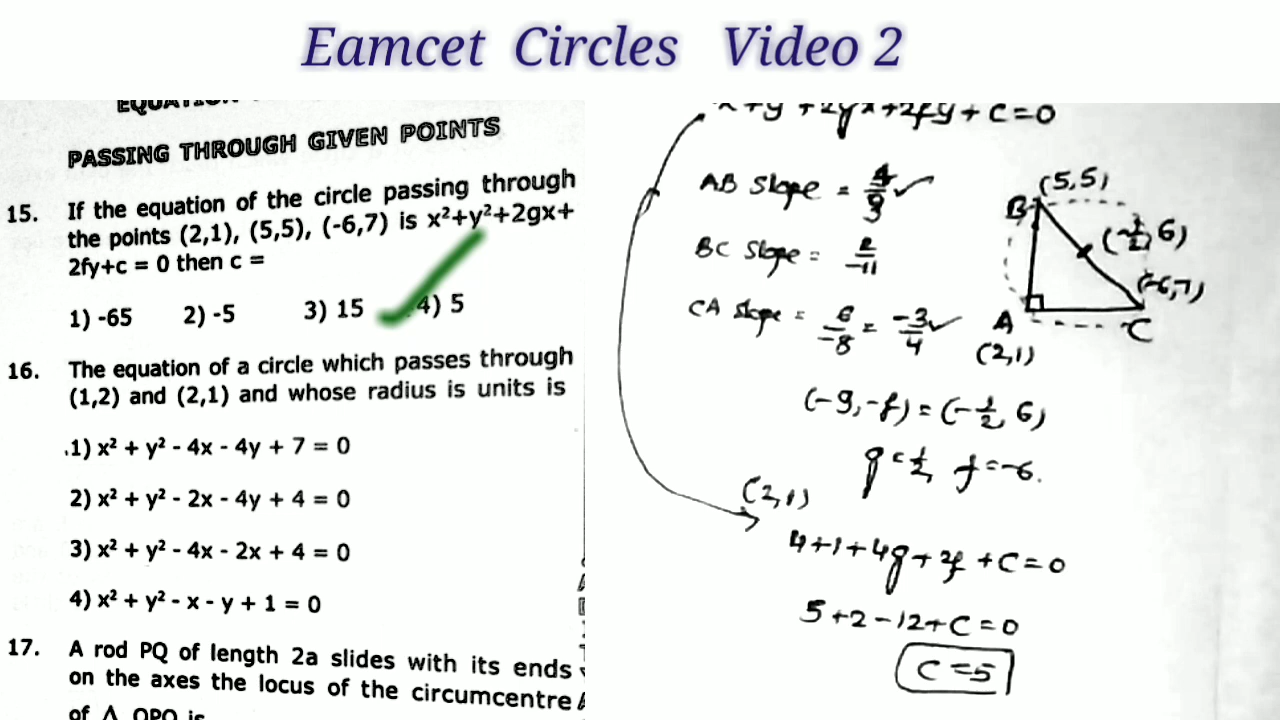 Eamcet Circles Video 2
PASSING THROUGH GIVEN POINTS
15. If the equation of the circle passing through
the points (2,1), (5,5), (-6,7) is x²+y²+2gx+
2fy+c = 0 then c =
1) -65 2) -5 3) 15 4) 5
16. The equation of a circle which passes through
(1,2) and (2,1) and whose radius is units is
.1) x² + y² - 4x - 4y + 7 = 0
2) x² + y² - 2x - 4y + 4 = 0
3) x² + y² - 4x - 2x + 4 = 0
4) x² + y² - x - y + 1 = 0
17. A rod PQ of length 2a slides with its ends
on the axes the locus of the circumcentre
of Δ OPQ is
x+y+2gx+2fy+c=0
AB Slope = 4/3 ✓
BC Slope = 2/-11
CA slope = 6/-8 = -3/4 ✓
B (5,5)
(-1/2, 6)
(-6,7)
A C
(2,1)
(-g,-f) = (-1/2, 6)
g = 1/2, f = -6.
(2,1)
4+1+4g+2f+c=0
5+2-12+c=0
c=5